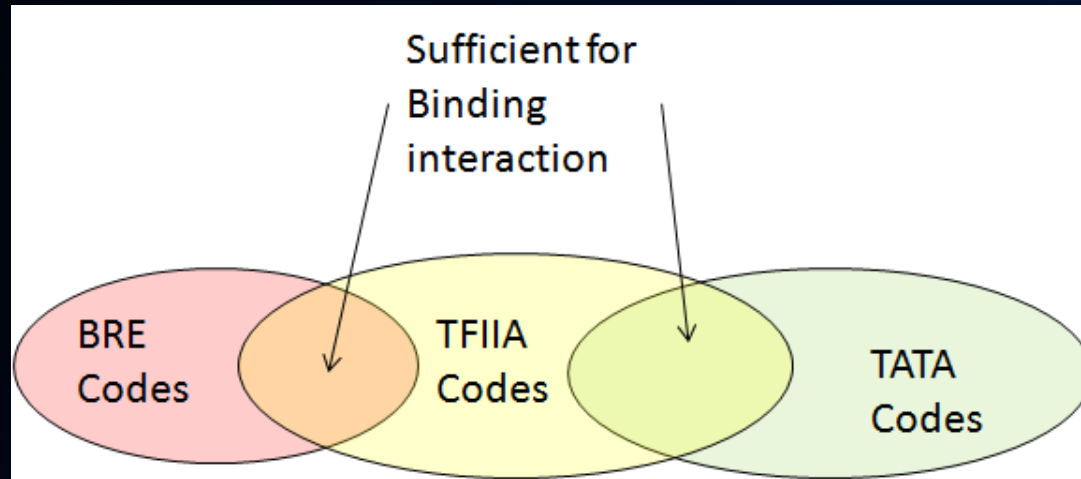 Sufficient for
Binding
interaction
BRE
Codes
TFIIA
Codes
TATA
Codes